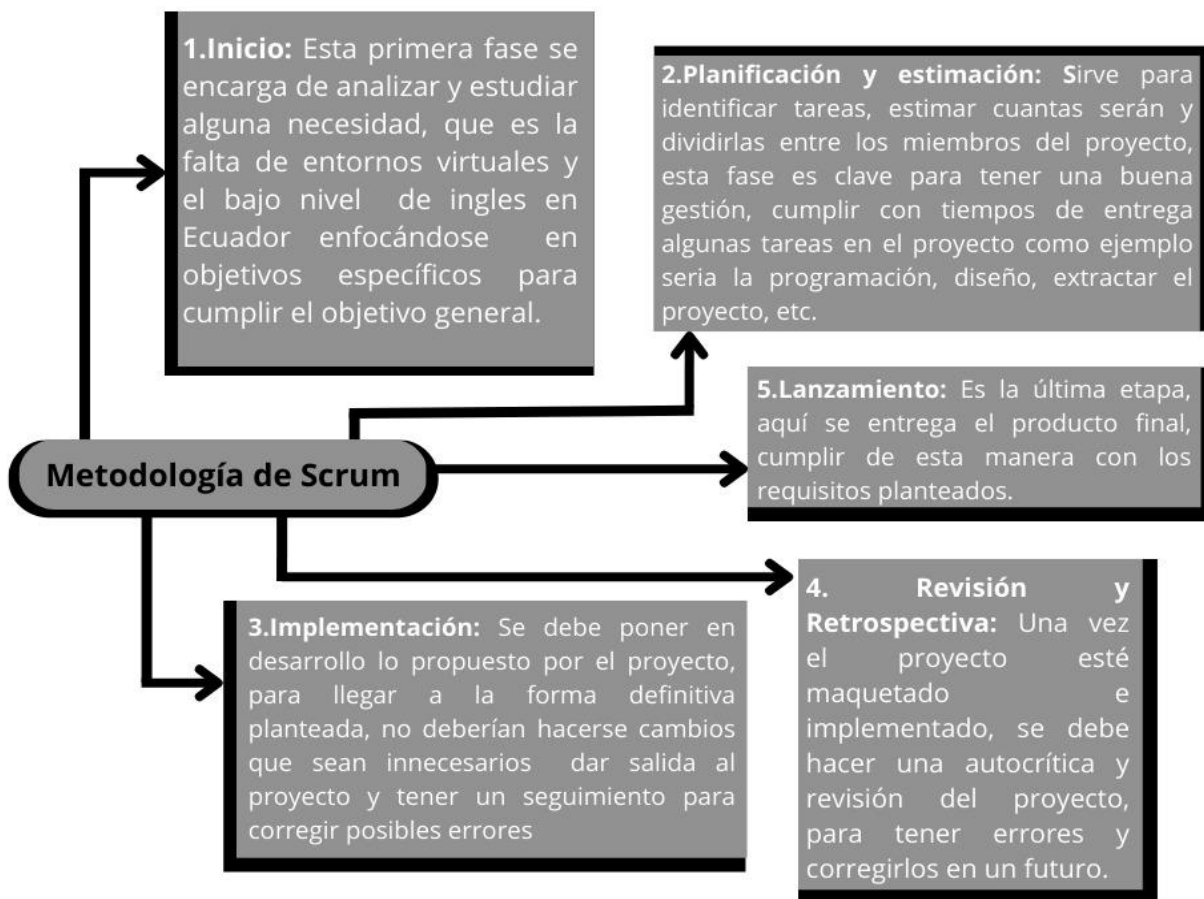 1.Inicio: Esta primera fase se
encarga de analizar y estudiar
alguna necesidad, que es la
falta de entornos virtuales y
el bajo nivel de ingles en
Ecuador enfocándose en
objetivos específicos para
cumplir el objetivo general.
2.Planificación y estimación: Sirve para
identificar tareas, estimar cuantas serán y
dividirlas entre los miembros del proyecto,
esta fase es clave para tener una buena
gestión, cumplir con tiempos de entrega
algunas tareas en el proyecto como ejemplo
seria la programación, diseño, extractar el
proyecto, etc.
5.Lanzamiento: Es la última etapa,
aquí se entrega el producto final,
cumplir de esta manera con los
requisitos planteados.
Metodología de Scrum
3.Implementación: Se debe poner en
desarrollo lo propuesto por el proyecto,
para llegar a la forma definitiva
planteada, no deberían hacerse cambios
que sean innecesarios dar salida al
proyecto y tener un seguimiento para
corregir posibles errores
4. Revisión y
Retrospectiva: Una vez
el proyecto esté
maquetado e
implementado, se debe
hacer una autocrítica y
revisión del proyecto,
para tener errores y
corregirlos en un futuro.